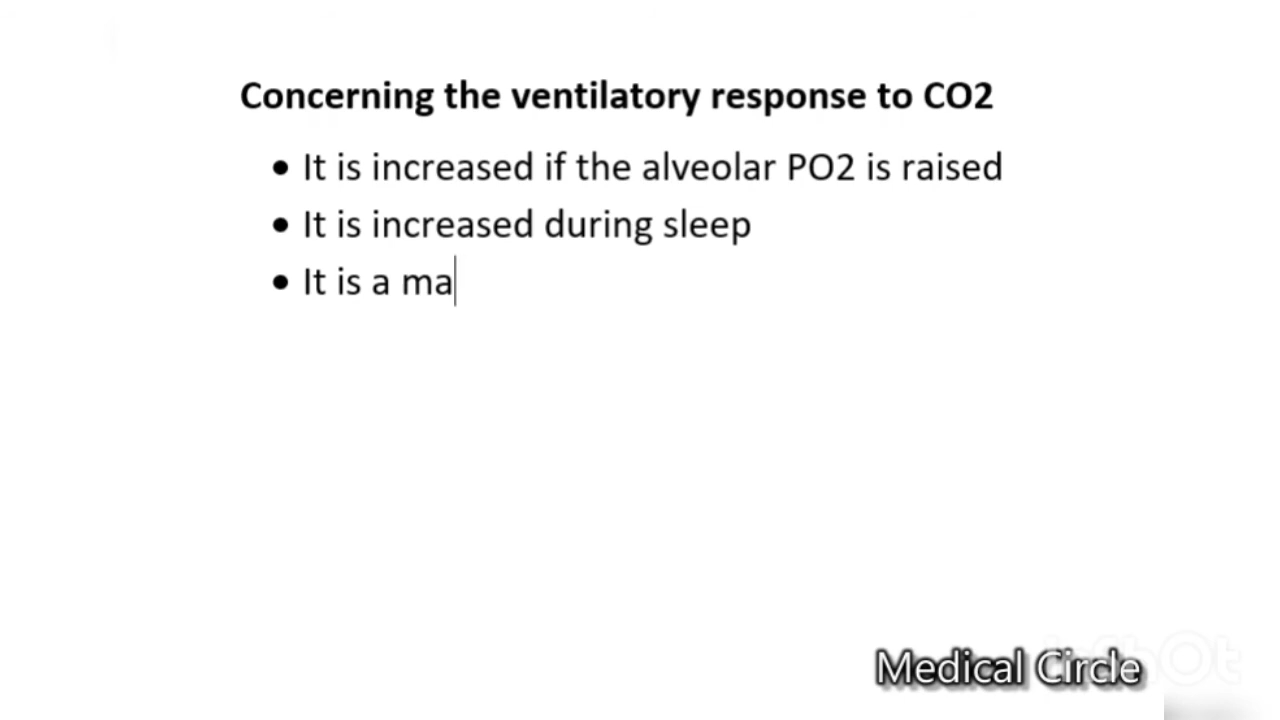 Concerning the ventilatory response to CO2
• It is increased if the alveolar PO2 is raised
• It is increased during sleep
• It is a ma
Medical Circle